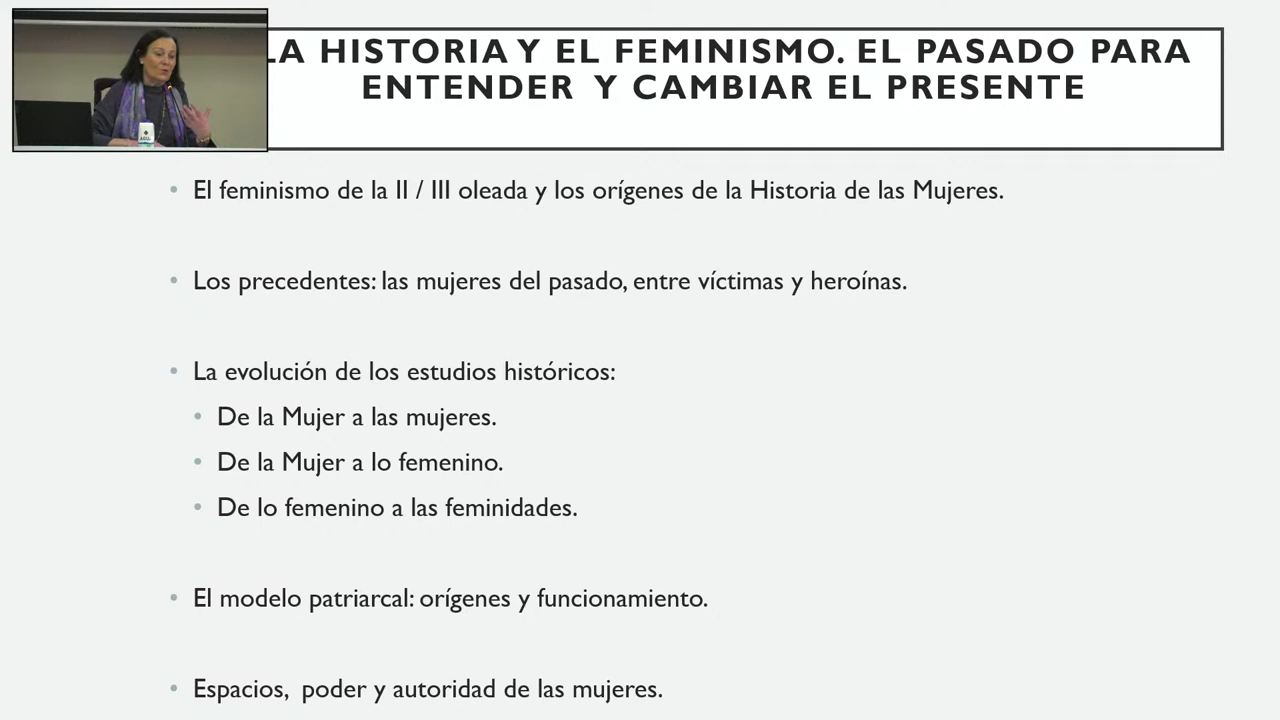 LA HISTORIA Y EL FEMINISMO. EL PASADO PARA
ENTENDER Y CAMBIAR EL PRESENTE
El feminismo de la II / III oleada y los orígenes de la Historia de las Mujeres.
Los precedentes: las mujeres del pasado, entre víctimas y heroínas.
La evolución de los estudios históricos:
De la Mujer a las mujeres.
De la Mujer a lo femenino.
De lo femenino a las feminidades.
El modelo patriarcal: orígenes y funcionamiento.
Espacios, poder y autoridad de las mujeres.